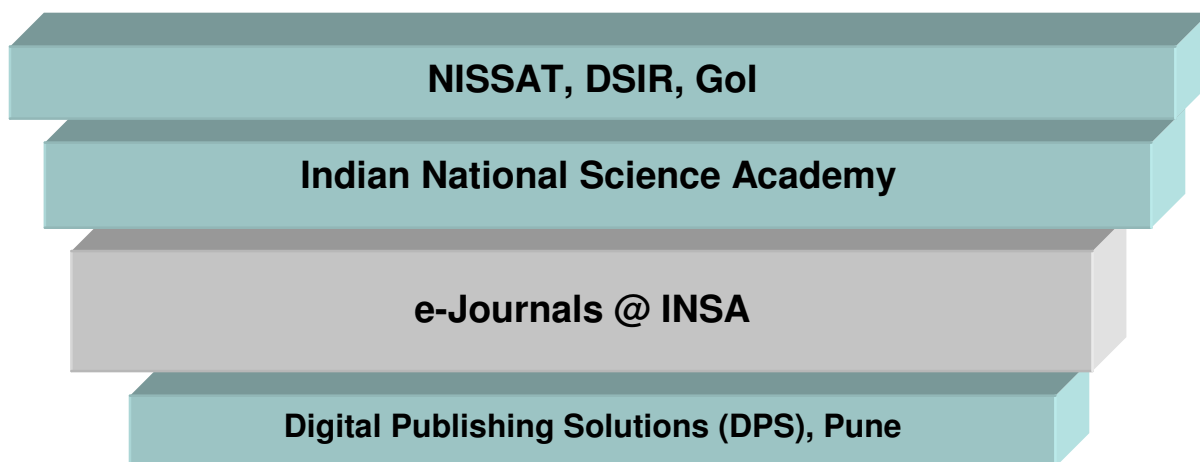 NISSAT, DSIR, GoI
Indian National Science Academy
e-Journals @ INSA
Digital Publishing Solutions (DPS), Pune